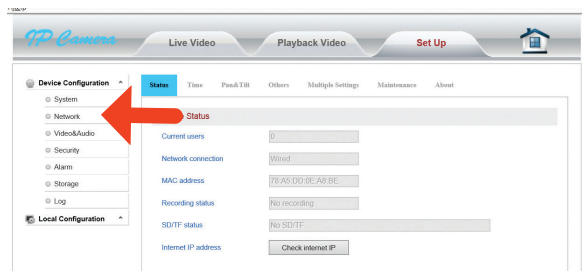 IP Camera
Live Video Playback Video Set Up
Device Configuration
Status Time Pan&Tilt Others Multiple Settings Maintenance About
System
Network
Status
Video&Audio
Current users 0
Security
Network connection Wired
Alarm
MAC address 78:A5:DD:0E:A8:BE
Storage
Recording status No recording
Log
Local Configuration
SD/TF status No SD/TF
Internet IP address Check internet IP